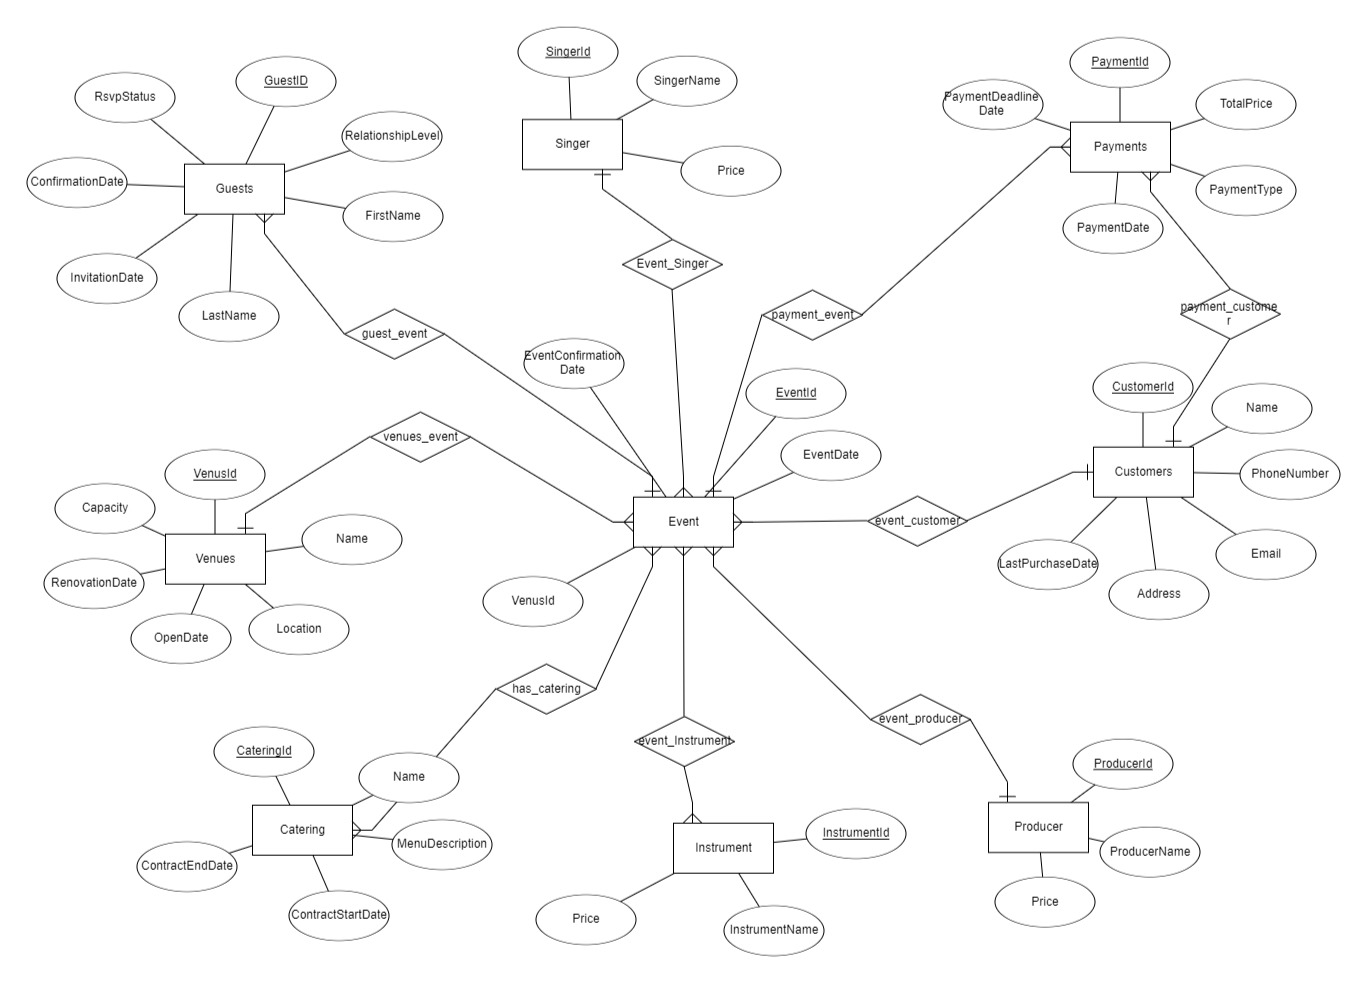 SingerId
SingerName
Singer
Price
GuestID
RsvpStatus
RelationshipLevel
ConfirmationDate
Guests
FirstName
InvitationDate
LastName
PaymentId
PaymentDeadline
Date
TotalPrice
Payments
PaymentType
PaymentDate
Event_Singer
guest_event
payment_event
payment_custome
r
EventConfirmation
Date
EventId
EventDate
CustomerId
Name
venues_event
VenusId
Capacity
Name
Venues
RenovationDate
OpenDate
Location
Event
event_customer
Customers
PhoneNumber
LastPurchaseDate
Email
Address
VenusId
has_catering
event_Instrument
event_producer
CateringId
Name
Catering
MenuDescription
ContractEndDate
ContractStartDate
InstrumentId
Instrument
Price
InstrumentName
ProducerId
Producer
ProducerName
Price